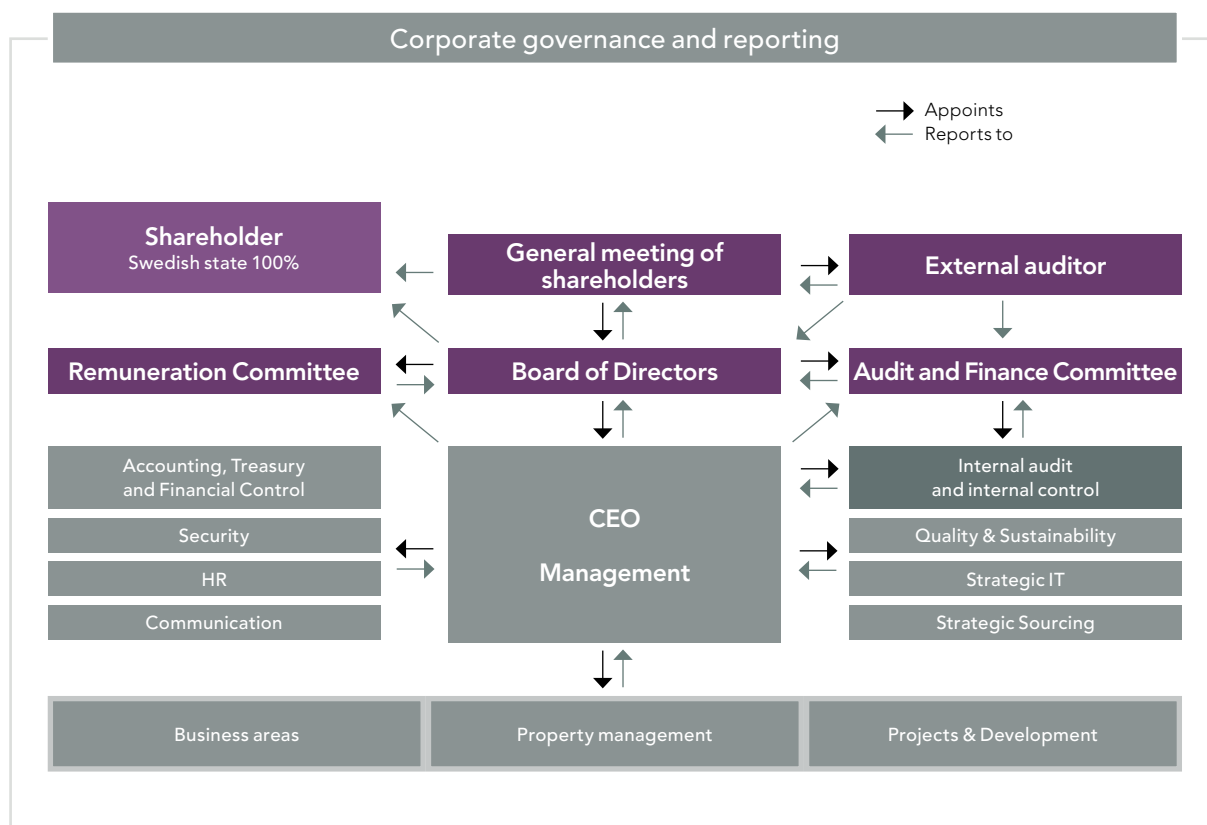 Corporate governance and reporting
Appoints
Reports to
Shareholder
Swedish state 100%
General meeting of
shareholders
External auditor
Remuneration Committee
Board of Directors
Audit and Finance Committee
Accounting, Treasury
and Financial Control
Security
HR
Communication
CEO
Management
Internal audit
and internal control
Quality & Sustainability
Strategic IT
Strategic Sourcing
Business areas
Property management
Projects & Development